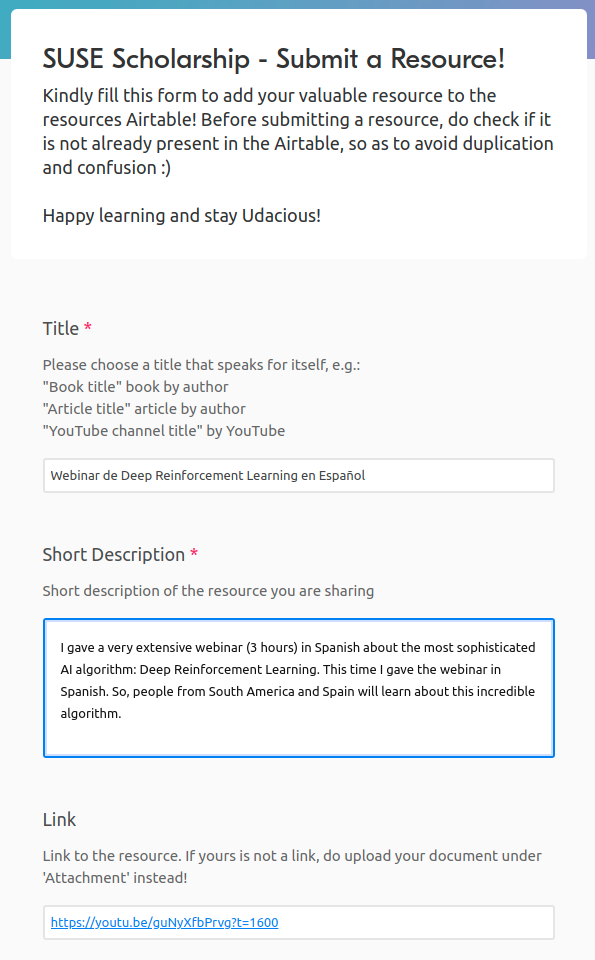 SUSE Scholarship - Submit a Resource!
Kindly fill this form to add your valuable resource to the
resources Airtable! Before submitting a resource, do check if it
is not already present in the Airtable, so as to avoid duplication
and confusion :)
Happy learning and stay Udacious!
Title *
Please choose a title that speaks for itself, e.g.:
"Book title" book by author
"Article title" article by author
"YouTube channel title" by YouTube
Webinar de Deep Reinforcement Learning en Español
Short Description *
Short description of the resource you are sharing
I gave a very extensive webinar (3 hours) in Spanish about the most sophisticated
AI algorithm: Deep Reinforcement Learning. This time I gave the webinar in
Spanish. So, people from South America and Spain will learn about this incredible
algorithm.
Link
Link to the resource. If yours is not a link, do upload your document under
'Attachment' instead!
https://youtu.be/guNyXfbPrvg?t=1600